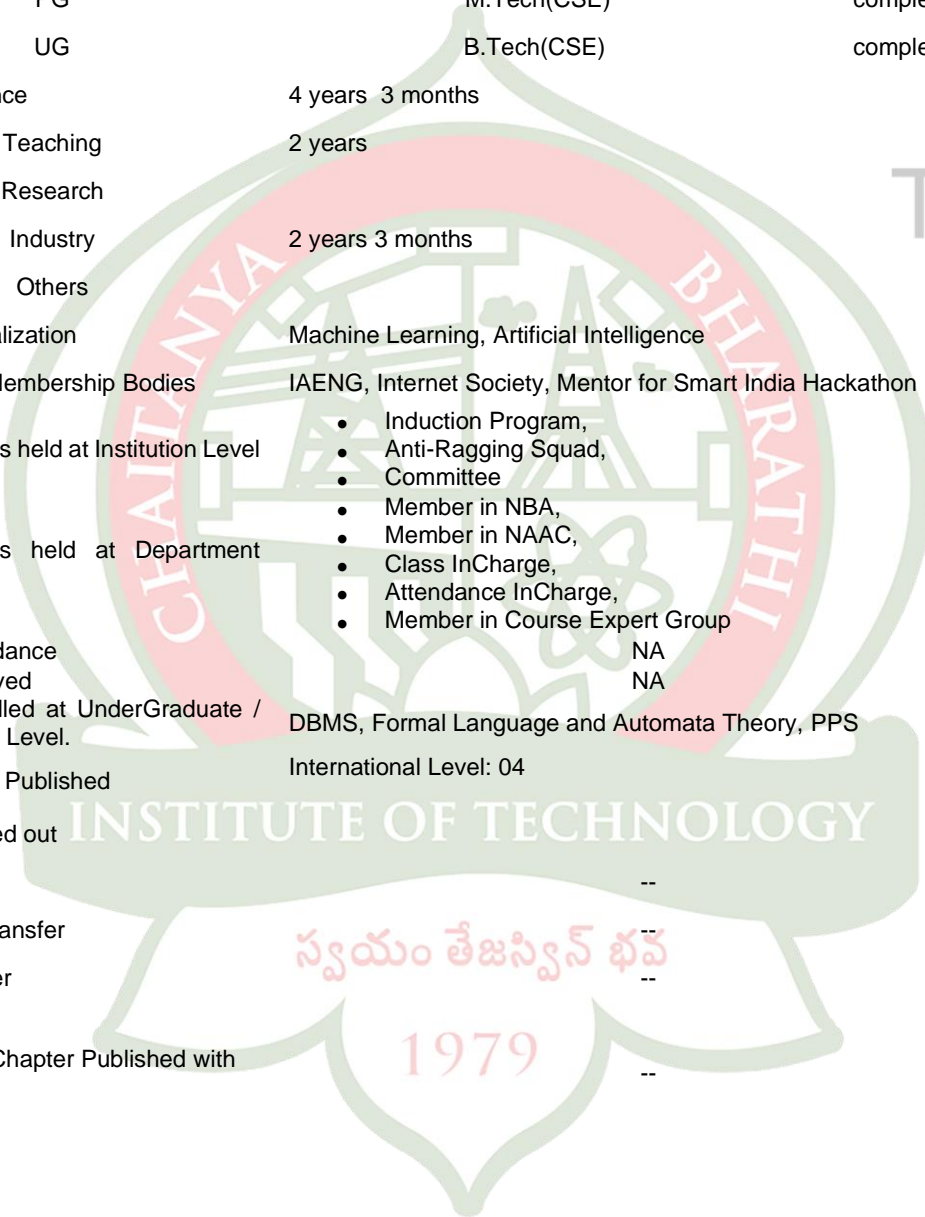 PG M.Tech(CSE) comple
UG B.Tech(CSE) comple
nce 4 years 3 months
Teaching 2 years
Research
Industry 2 years 3 months
T
Others
alization Machine Learning, Artificial Intelligence
Membership Bodies IAENG, Internet Society, Mentor for Smart India Hackathon
s held at Institution Level
• Induction Program,
• Anti-Ragging Squad,
• Committee
• Member in NBA,
• Member in NAAC,
s held at Department
• Class InCharge,
• Attendance InCharge,
• Member in Course Expert Group
dance NA
ved NA
lled at UnderGraduate /
Level.
DBMS, Formal Language and Automata Theory, PPS
Published International Level: 04
ed out
--
ansfer --
er --
Chapter Published with --
CHAITANYA BHARATHI
INSTITUTE OF TECHNOLOGY
స్వయం తేజస్విన్ భవ
1979